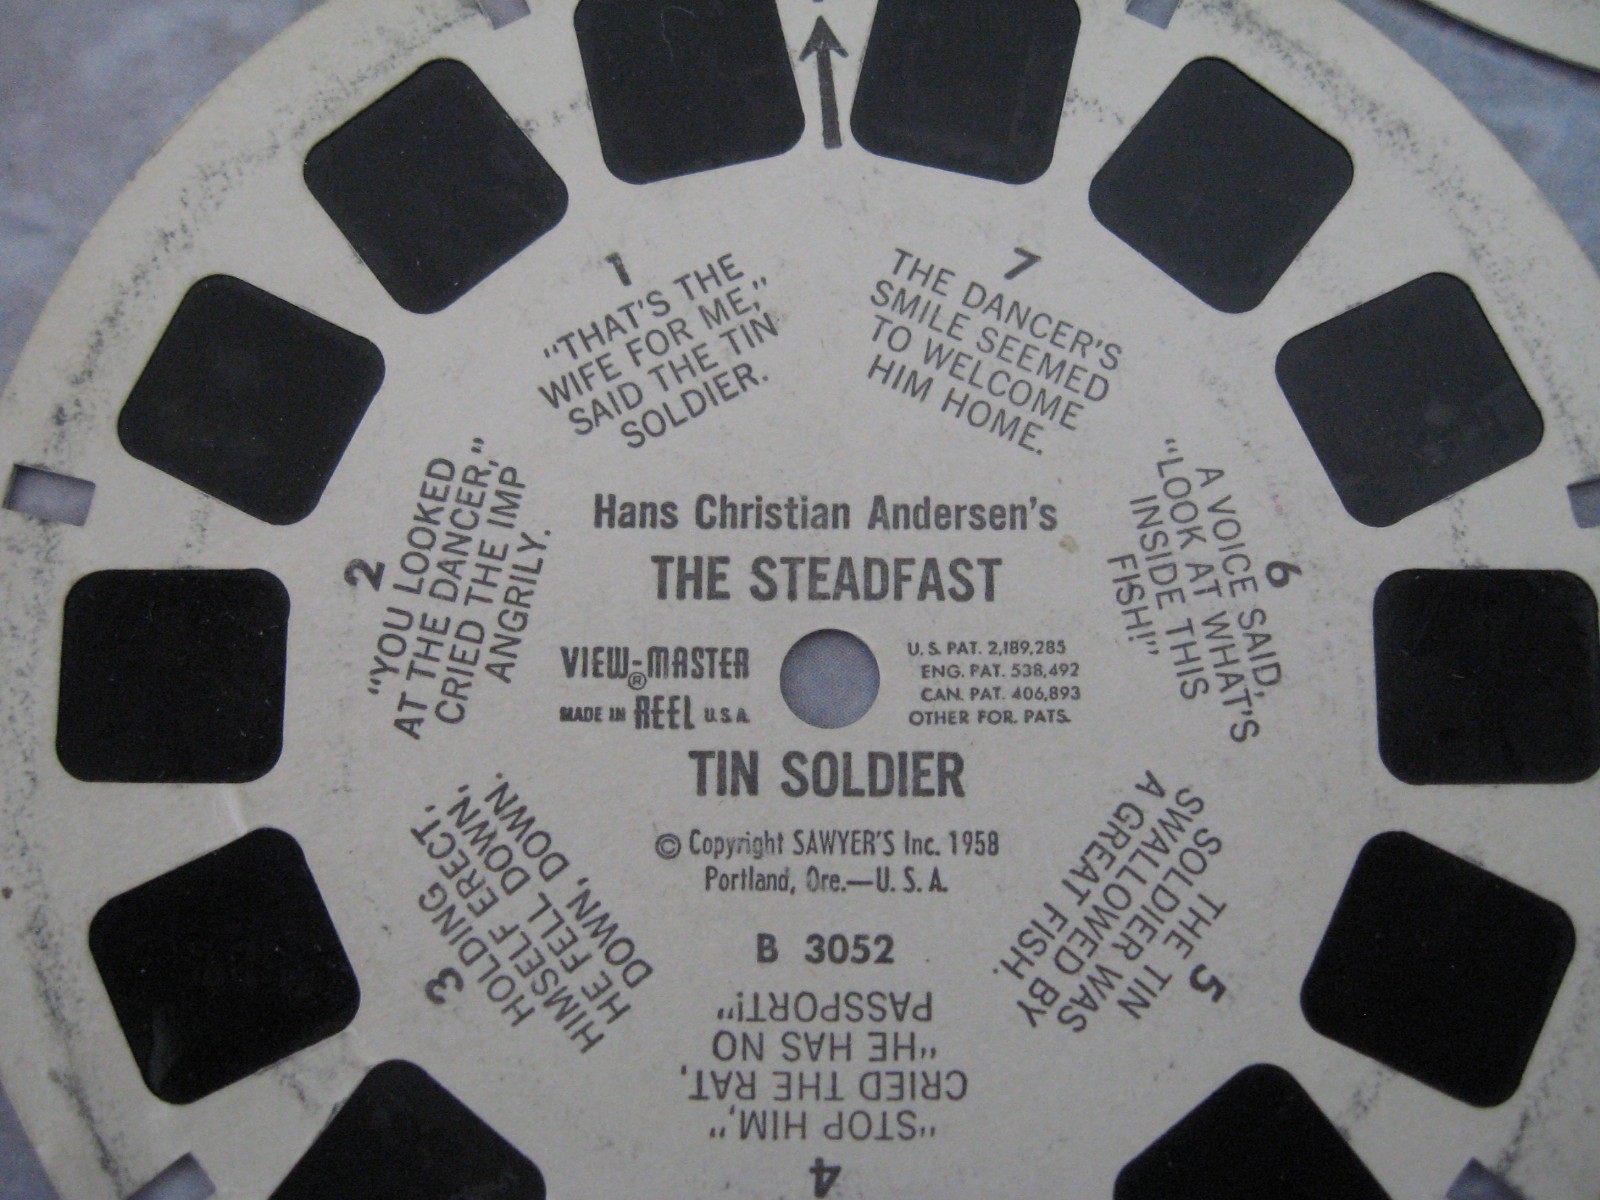 Hans Christian Andersen's
THE STEADFAST
VIEW-MASTER
®
MADE IN REEL U.S.A.
U.S. PAT. 2,189,285
ENG. PAT. 538,492
CAN. PAT. 406,893
OTHER FOR. PATS.
TIN SOLDIER
© Copyright SAWYER'S Inc. 1958
Portland, Ore.—U. S. A.
B 3052
1
"THAT'S THE
WIFE FOR ME,"
SAID THE TIN
SOLDIER.
2
"YOU LOOKED
AT THE DANCER,"
CRIED THE IMP
ANGRILY.
3
HOLDING
HIMSELF ERECT,
HE FELL DOWN,
DOWN, DOWN.
4
"STOP HIM,"
CRIED THE RAT,
"HE HAS NO
PASSPORT!"
5
THE TIN
SOLDIER WAS
SWALLOWED BY
A GREAT FISH.
6
A VOICE SAID,
"LOOK AT WHAT'S
INSIDE THIS
FISH!"
7
THE DANCER'S
SMILE SEEMED
TO WELCOME
HIM HOME.